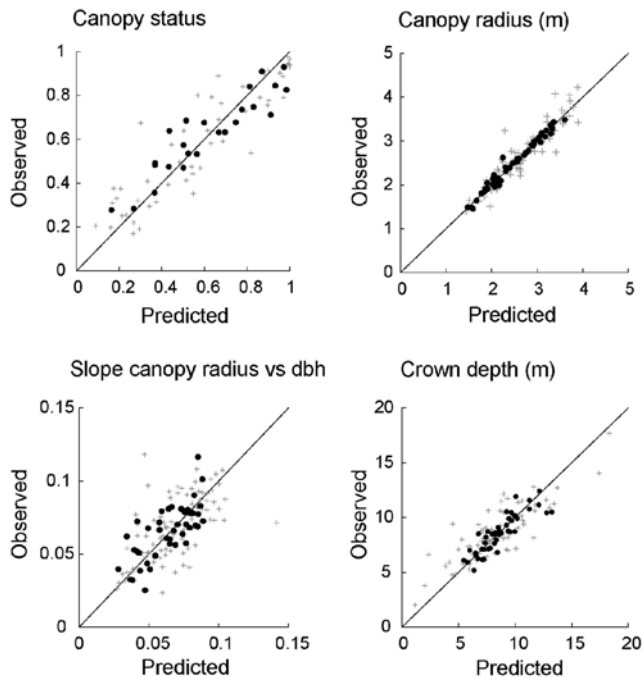 Canopy status
1
0.8
0.6
0.4
0.2
0
0.2 0.4 0.6 0.8 1
Observed
Predicted
Canopy radius (m)
5
4
3
2
1
0
0 1 2 3 4 5
Observed
Predicted
Slope canopy radius vs dbh
0.15
0.1
0.05
0
0 0.05 0.1 0.15
Observed
Predicted
Crown depth (m)
20
15
10
5
0
0 5 10 15 20
Observed
Predicted